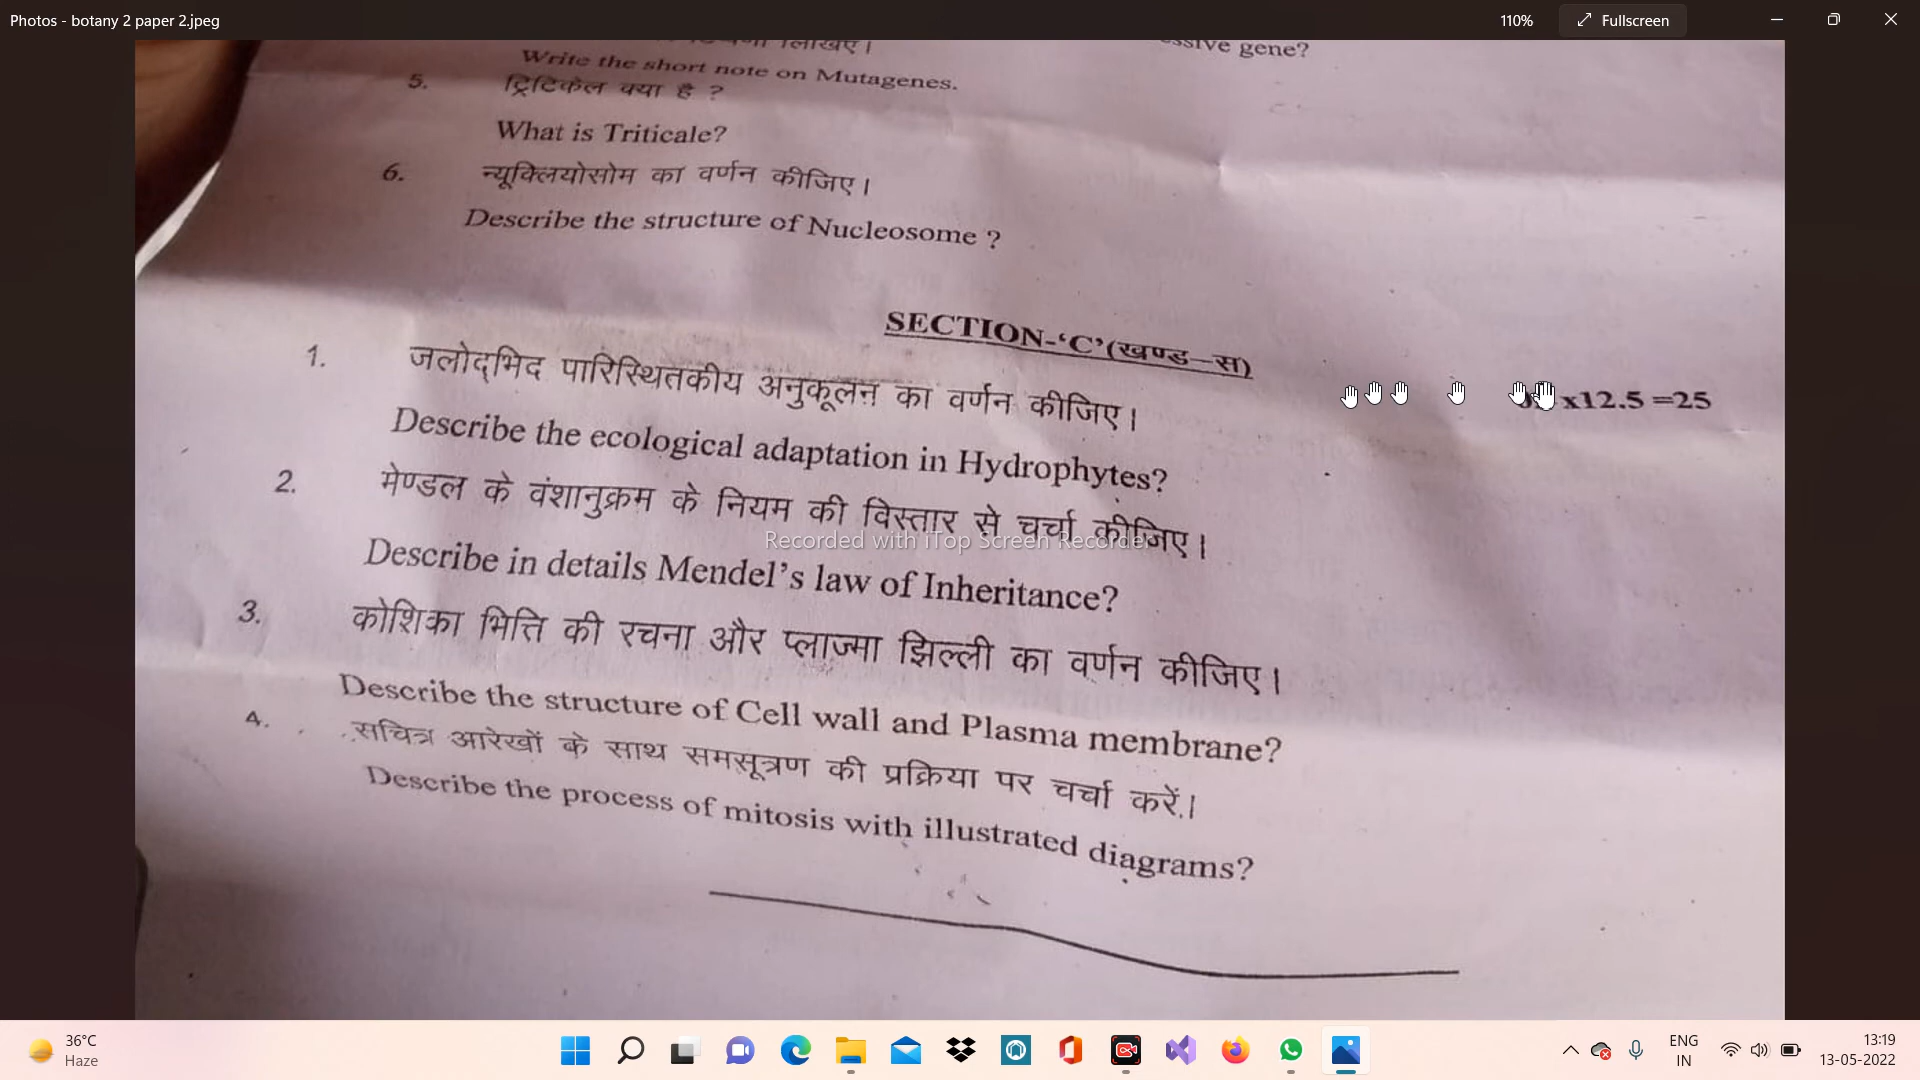 Photos - botany 2 paper 2.jpeg
110%
Fullscreen
लिखिए।
gene?
Write the short note on Mutagenes.
5. ट्रिटिकेल क्या है ?
What is Triticale?
6. न्यूक्लियोसोम का वर्णन कीजिए।
Describe the structure of Nucleosome ?
SECTION-‘C’(खण्ड–स)
x12.5 =25
1. जलोद्भिद पारिस्थितकीय अनुकूलन का वर्णन कीजिए।
Describe the ecological adaptation in Hydrophytes?
2. मेण्डल के वंशानुक्रम के नियम की विस्तार से चर्चा कीजिए।
Recorded with iTop Screen Recorder
Describe in details Mendel’s law of Inheritance?
3. कोशिका भित्ति की रचना और प्लाज्मा झिल्ली का वर्णन कीजिए।
Describe the structure of Cell wall and Plasma membrane?
4. सचित्र आरेखों के साथ समसूत्रण की प्रक्रिया पर चर्चा करें।
Describe the process of mitosis with illustrated diagrams?
36°C
Haze
ENG
IN
13:19
13-05-2022